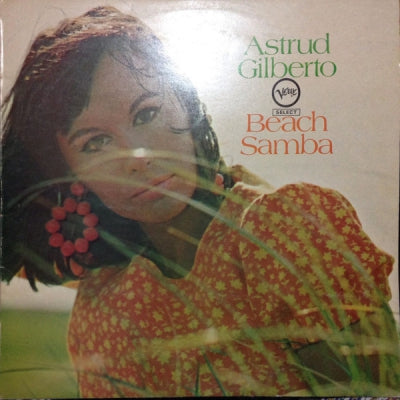 Astrud
Gilberto
Verve
SELECT
Beach
Samba